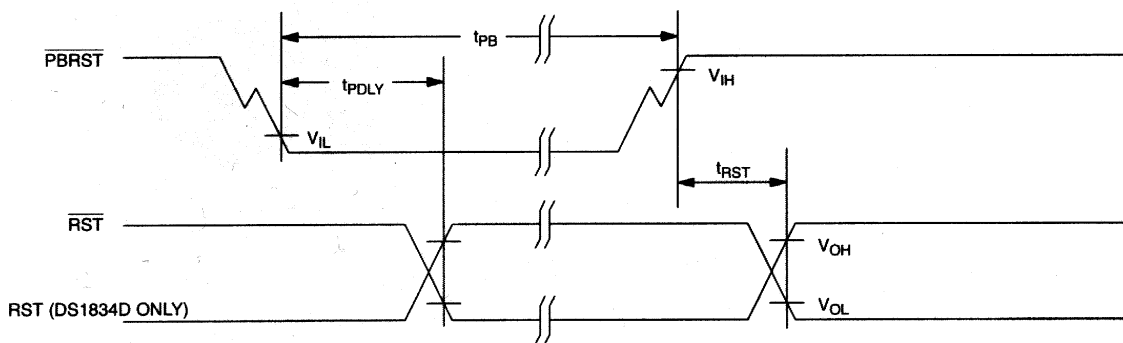 tPB
PBRST
tPDLY
VIH
VIL
tRST
RST
VOH
RST (DS1834D ONLY)
VOL